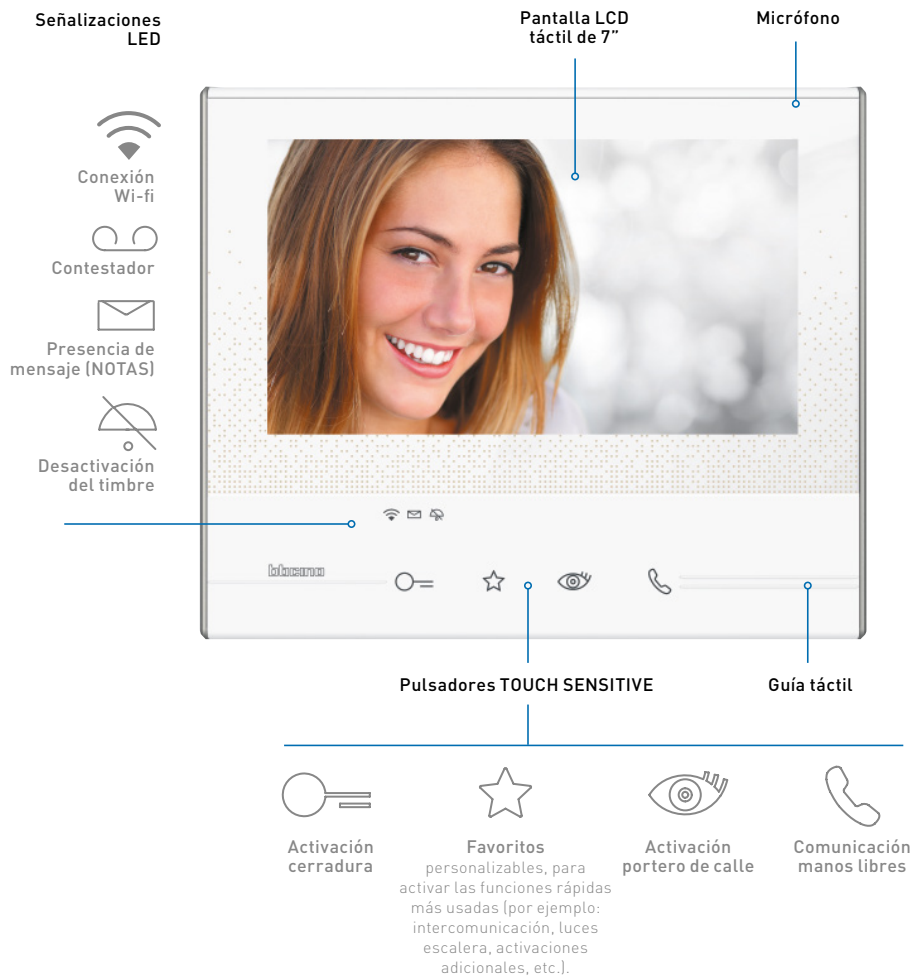 Señalizaciones
LED
Pantalla LCD
táctil de 7”
Micrófono
Conexión
Wi-fi
Contestador
Presencia de
mensaje (NOTAS)
Desactivación
del timbre
bticino
Pulsadores TOUCH SENSITIVE
Guía táctil
Activación
cerradura
Favoritos
personalizables, para
activar las funciones rápidas
más usadas (por ejemplo:
intercomunicación, luces
escalera, activaciones
adicionales, etc.).
Activación
portero de calle
Comunicación
manos libres